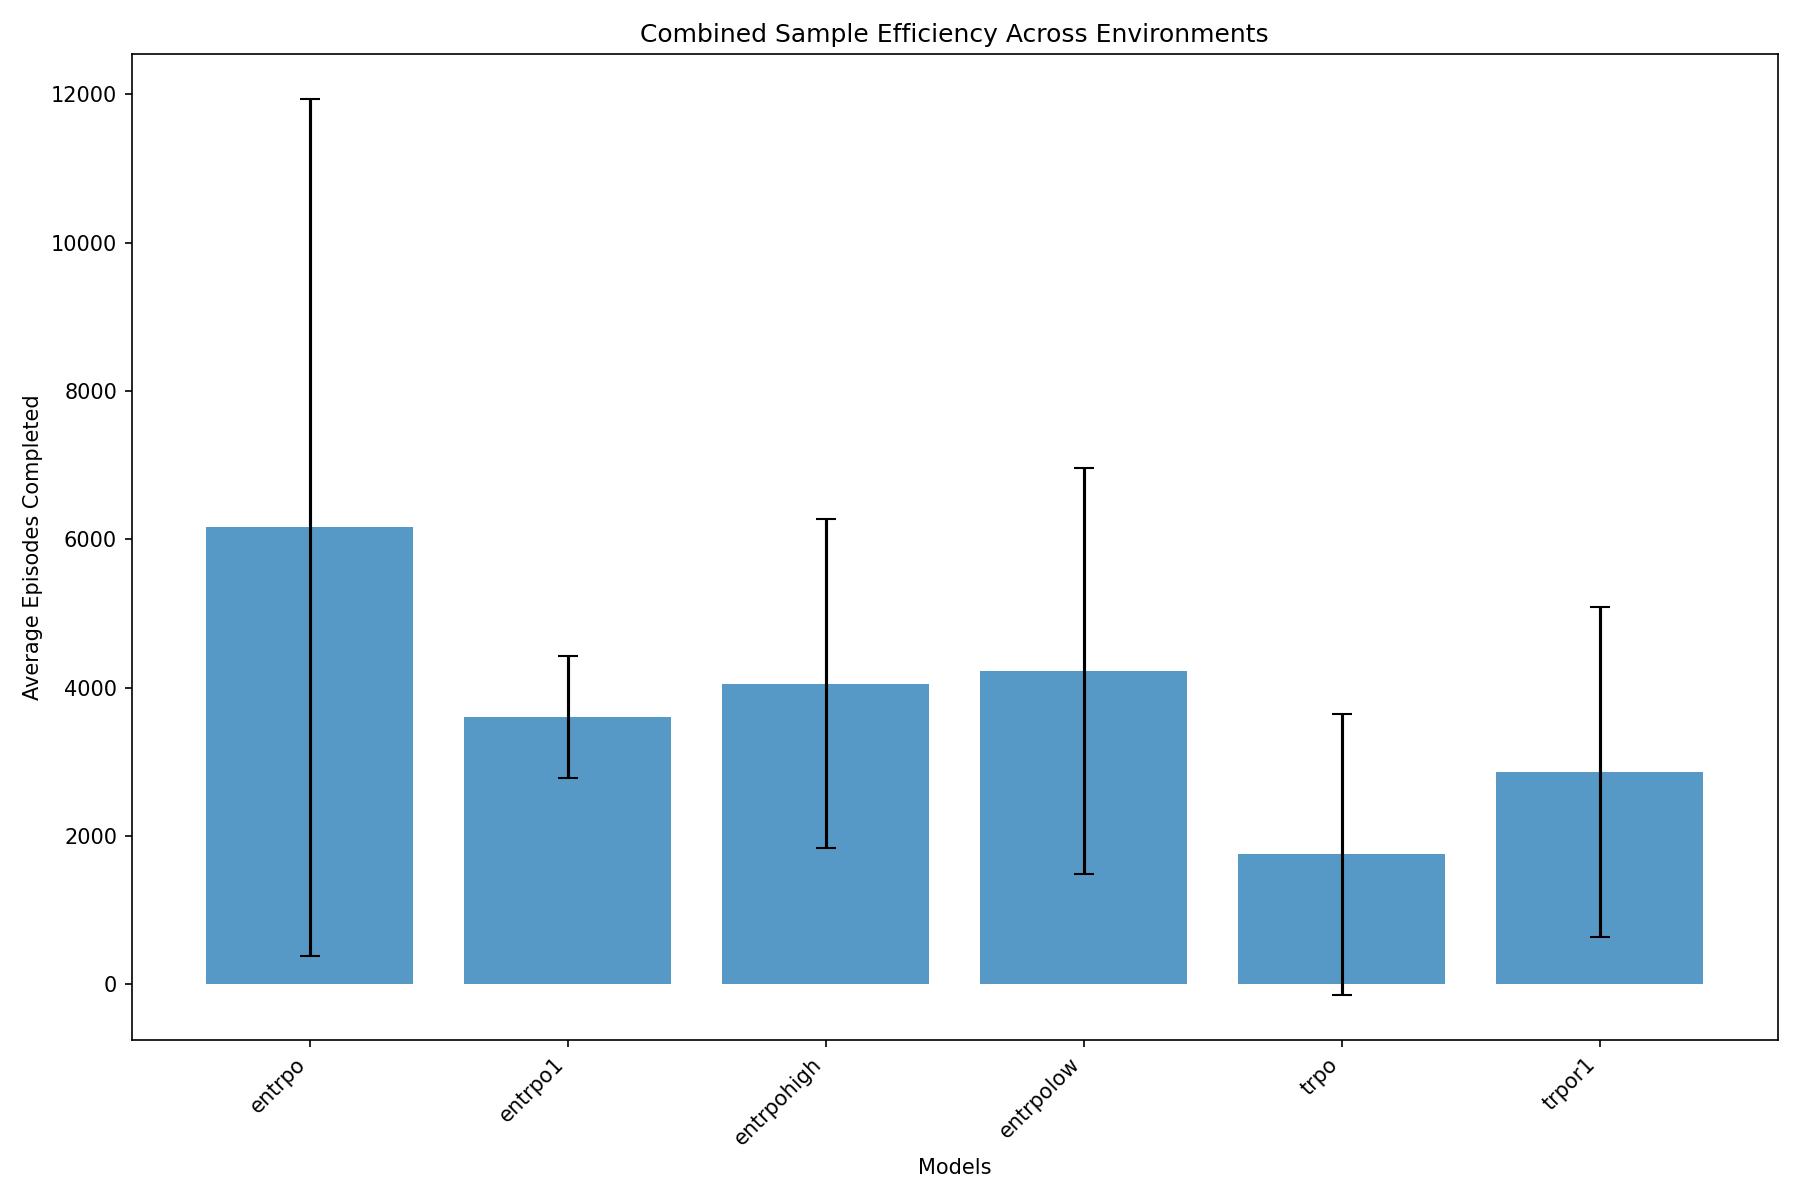 Combined Sample Efficiency Across Environments
12000
10000
8000
6000
4000
2000
0
Average Episodes Completed
entrpo
entrpo1
entrpohigh
entrpolow
trpo
trpor1
Models